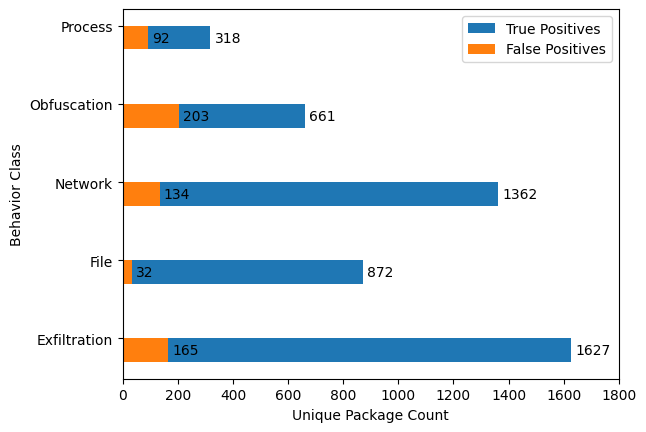 Process
92
318
True Positives
False Positives
Obfuscation
203
661
Network
134
1362
File
32
872
Exfiltration
165
1627
0 200 400 600 800 1000 1200 1400 1600 1800
Unique Package Count
Behavior Class